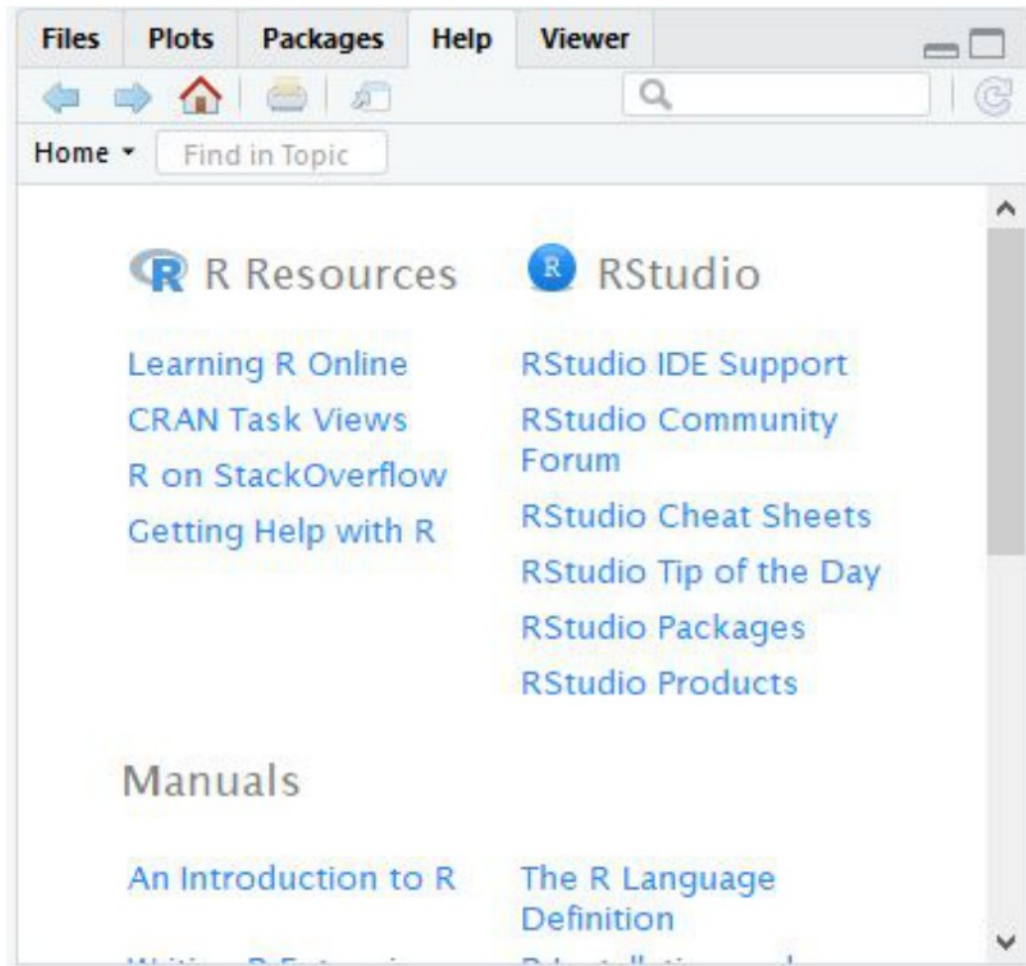 Files Plots Packages Help Viewer
Home Find in Topic
R R Resources
Learning R Online
CRAN Task Views
R on StackOverflow
Getting Help with R
R RStudio
RStudio IDE Support
RStudio Community
Forum
RStudio Cheat Sheets
RStudio Tip of the Day
RStudio Packages
RStudio Products
Manuals
An Introduction to R
The R Language
Definition